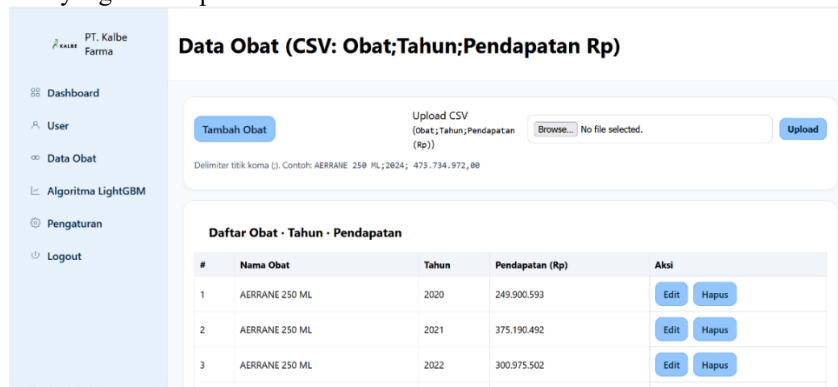 KALBE
PT. Kalbe
Farma
Data Obat (CSV: Obat;Tahun;Pendapatan Rp)
Dashboard
User
Data Obat
Algoritma LightGBM
Pengaturan
Logout
Tambah Obat
Upload CSV
(Obat;Tahun;Pendapatan
(Rp))
Browse... No file selected.
Upload
Delimiter titik koma (;). Contoh: AERRANE 250 ML;2024; 473.734.972,00
Daftar Obat · Tahun · Pendapatan
# Nama Obat Tahun Pendapatan (Rp) Aksi
1 AERRANE 250 ML 2020 249.900.593 Edit Hapus
2 AERRANE 250 ML 2021 375.190.492 Edit Hapus
3 AERRANE 250 ML 2022 300.975.502 Edit Hapus